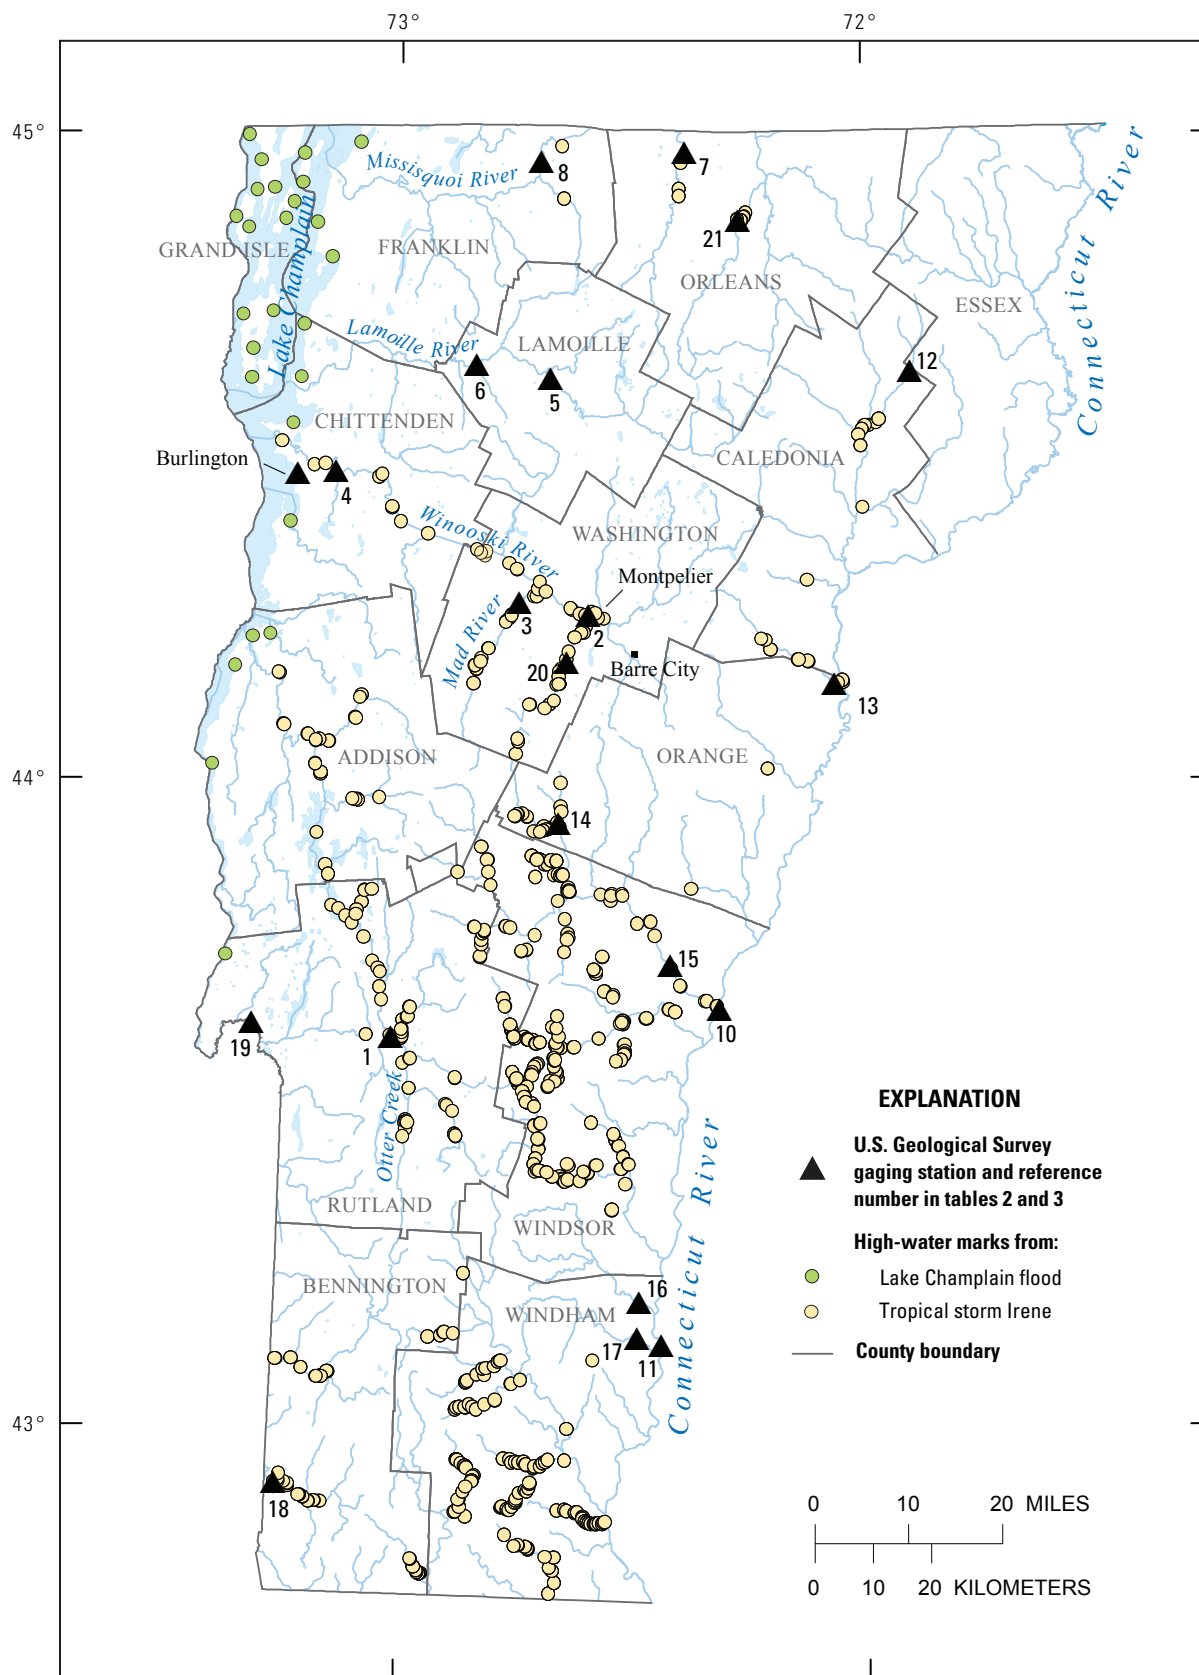 73°
72°
45°
Missisquoi River
8
7
21
Connecticut River
GRAND ISLE
Lake Champlain
FRANKLIN
ORLEANS
ESSEX
Lamoille River
LAMOILLE
12
6
5
CHITTENDEN
Burlington
4
CALEDONIA
Winooski River
WASHINGTON
Montpelier
3
2
Mad River
20
Barre City
13
ADDISON
ORANGE
44°
14
15
10
19
1
Otter Creek
RUTLAND
WINDSOR
Connecticut River
BENNINGTON
WINDHAM
16
17
11
43°
18
EXPLANATION
U.S. Geological Survey
gaging station and reference
number in tables 2 and 3
High-water marks from:
Lake Champlain flood
Tropical storm Irene
County boundary
0 10 20 MILES
0 10 20 KILOMETERS